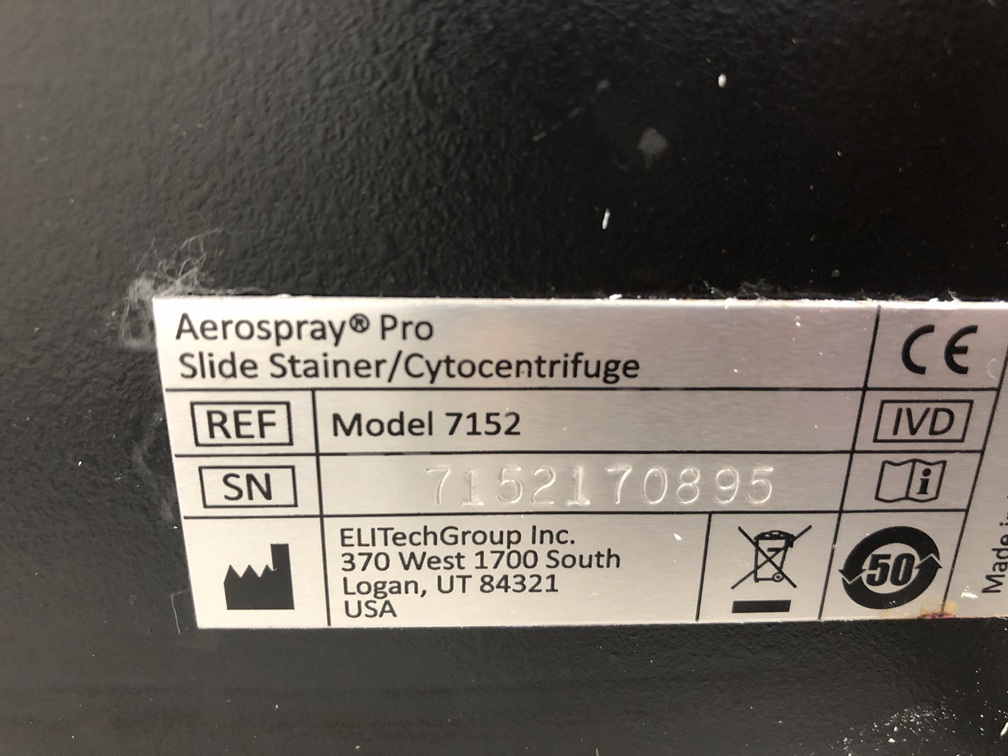 Aerospray® Pro
Slide Stainer/Cytocentrifuge
CE
REF
Model 7152
IVD
SN
7152170895
i
ELITechGroup Inc.
370 West 1700 South
Logan, UT 84321
USA
50
Made